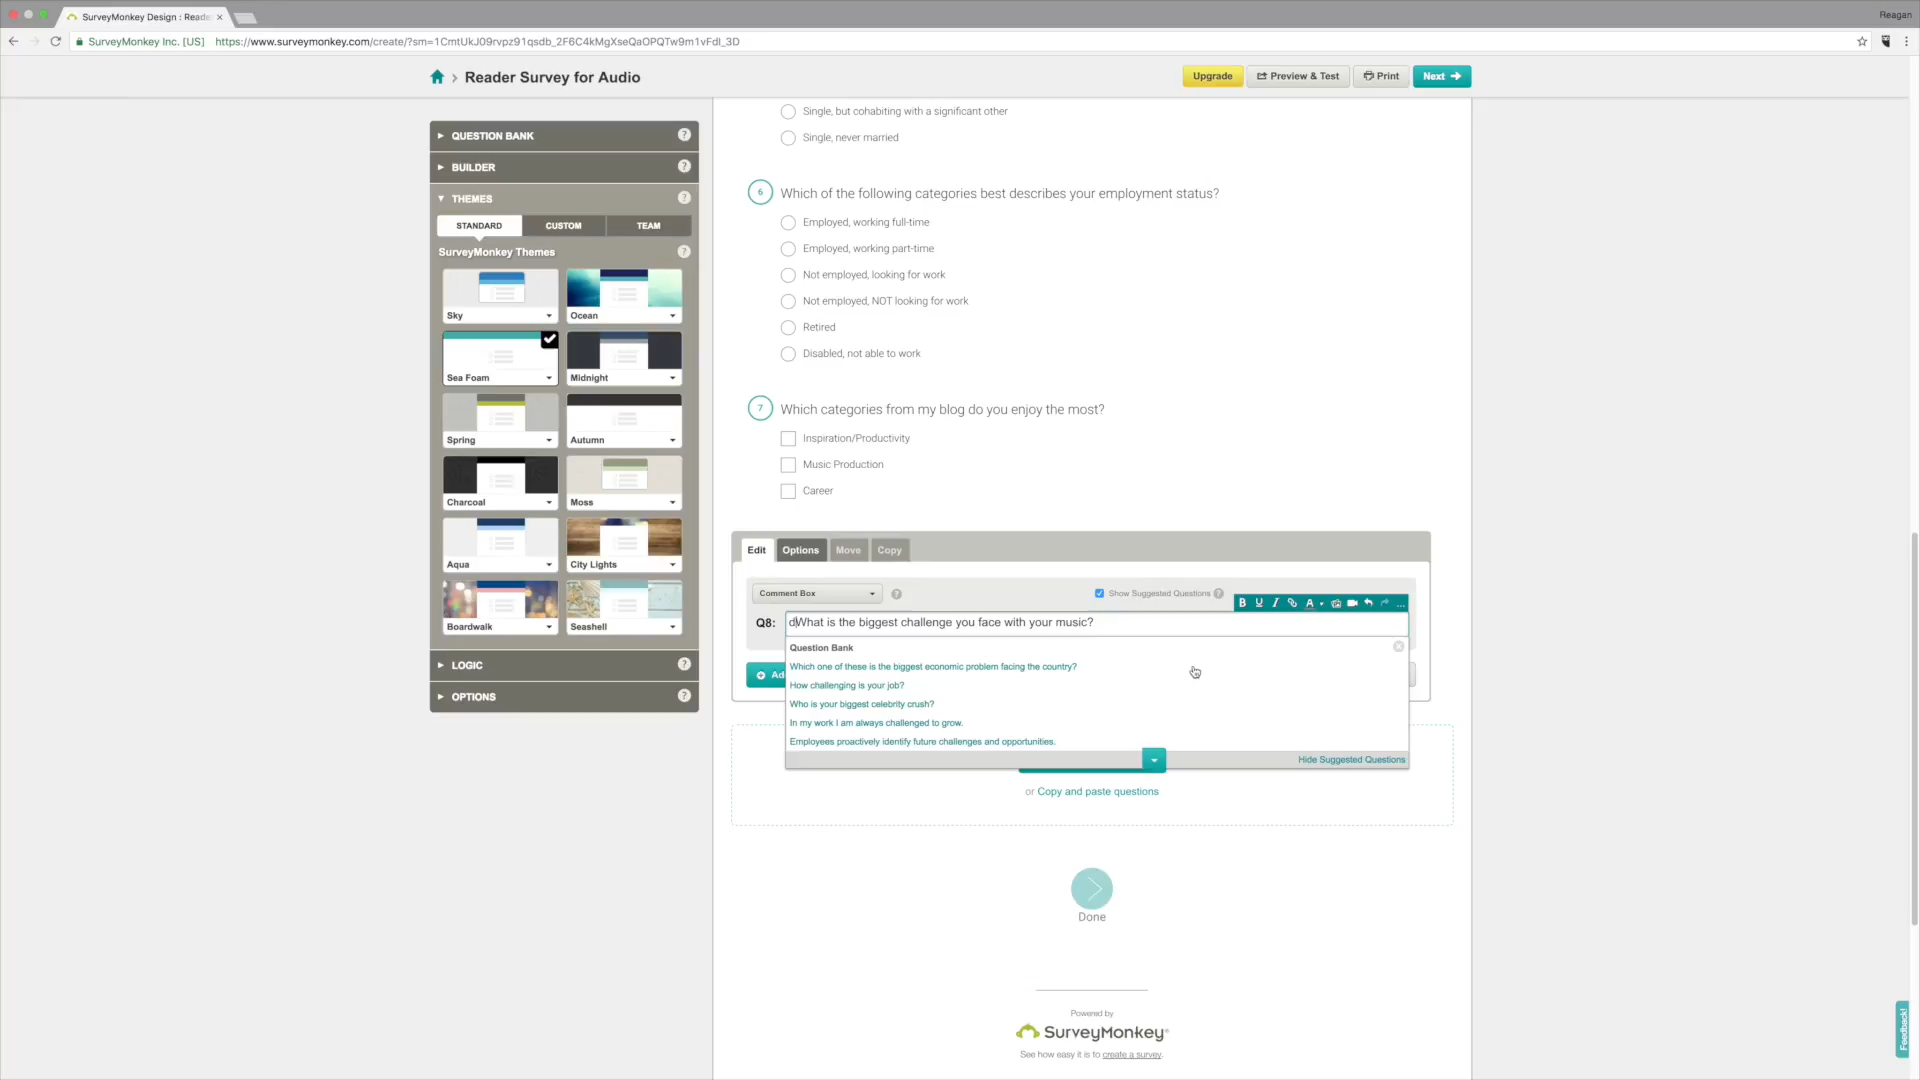 SurveyMonkey Design : Reade
Reagan
SurveyMonkey Inc. [US] https://www.surveymonkey.com/create/?sm=1CmtUkJ09rvpz91qsdb_2F6C4kMgXseQaOPQTw9m1vFdI_3D
Reader Survey for Audio
Upgrade
Preview & Test
Print
Next
QUESTION BANK
BUILDER
THEMES
STANDARD
CUSTOM
TEAM
SurveyMonkey Themes
Sky
Ocean
Sea Foam
Midnight
Spring
Autumn
Charcoal
Moss
Aqua
City Lights
Boardwalk
Seashell
LOGIC
OPTIONS
Single, but cohabiting with a significant other
Single, never married
6 Which of the following categories best describes your employment status?
Employed, working full-time
Employed, working part-time
Not employed, looking for work
Not employed, NOT looking for work
Retired
Disabled, not able to work
7 Which categories from my blog do you enjoy the most?
Inspiration/Productivity
Music Production
Career
Edit
Options
Move
Copy
Comment Box
Show Suggested Questions
Q8: dWhat is the biggest challenge you face with your music?
Question Bank
Which one of these is the biggest economic problem facing the country?
How challenging is your job?
Who is your biggest celebrity crush?
In my work I am always challenged to grow.
Employees proactively identify future challenges and opportunities.
Hide Suggested Questions
Ad
or Copy and paste questions
Done
Powered by
SurveyMonkey®
See how easy it is to create a survey.
Feedback!